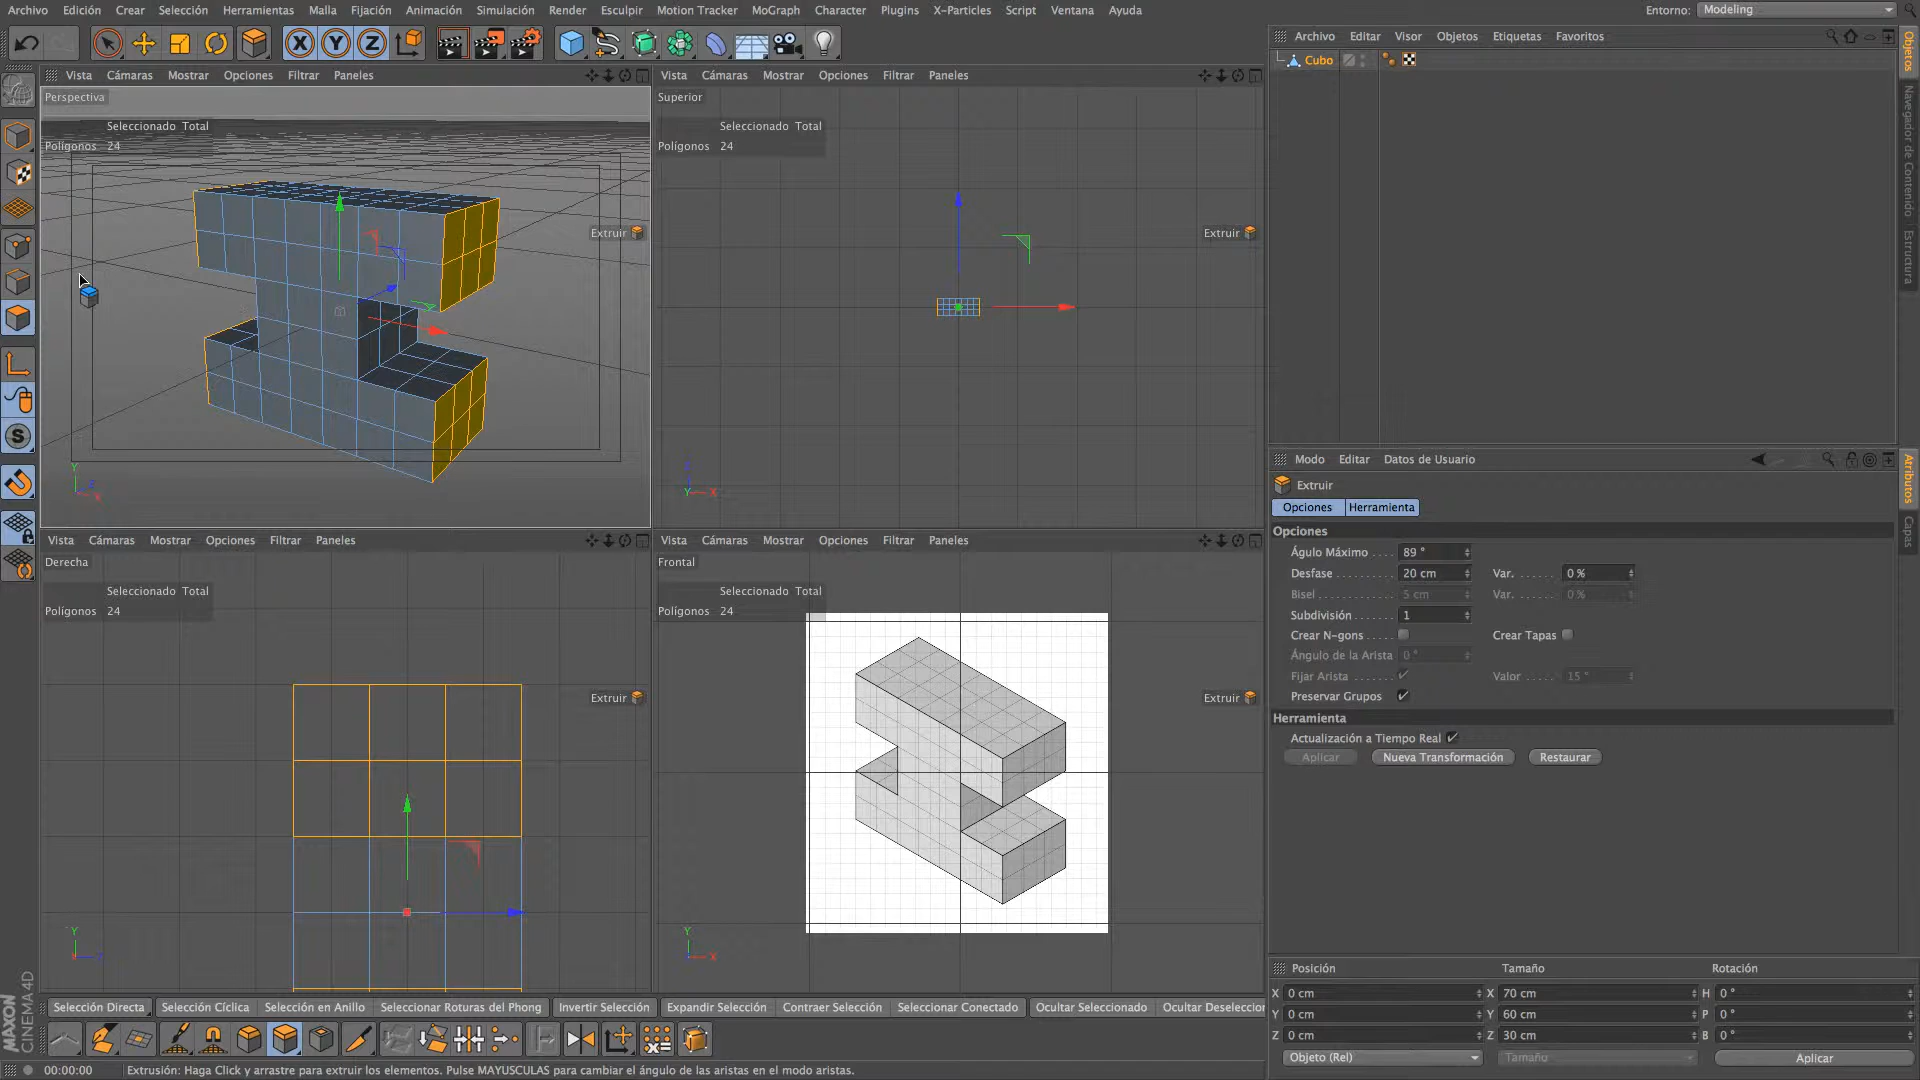 Archivo Edición Crear Selección Herramientas Malla Fijación Animación Simulación Render Esculpir Motion Tracker MoGraph Character Plugins X-Particles Script Ventana Ayuda
Entorno: Modeling
X Y Z
Archivo Editar Visor Objetos Etiquetas Favoritos
Cubo
Objetos
Navegador de Contenido
Estructura
Vista Cámaras Mostrar Opciones Filtrar Paneles
Perspectiva
Seleccionado Total
Polígonos 24
Extruir
Y
Z
X
Vista Cámaras Mostrar Opciones Filtrar Paneles
Superior
Seleccionado Total
Polígonos 24
Extruir
Y X
Modo Editar Datos de Usuario
Extruir
Opciones Herramienta
Opciones
Águlo Máximo 89 °
Desfase 20 cm Var. 0 %
Bisel 5 cm Var. 0 %
Subdivisión 1
Crear N-gons Crear Tapas
Ángulo de la Arista 0 °
Fijar Arista Valor 15 °
Preservar Grupos
Herramienta
Actualización a Tiempo Real
Aplicar Nueva Transformación Restaurar
Atributos
Capas
Vista Cámaras Mostrar Opciones Filtrar Paneles
Derecha
Seleccionado Total
Polígonos 24
Extruir
Y
Vista Cámaras Mostrar Opciones Filtrar Paneles
Frontal
Seleccionado Total
Polígonos 24
Extruir
Y
X
Posición Tamaño Rotación
X 0 cm X 70 cm H 0 °
Y 0 cm Y 60 cm P 0 °
Z 0 cm Z 30 cm B 0 °
Objeto (Rel) Tamaño Aplicar
Selección Directa Selección Cíclica Selección en Anillo Seleccionar Roturas del Phong Invertir Selección Expandir Selección Contraer Selección Seleccionar Conectado Ocultar Seleccionado Ocultar Deseleccion
MAXON
CINEMA 4D
00:00:00 Extrusión: Haga Click y arrastre para extruir los elementos. Pulse MAYUSCULAS para cambiar el ángulo de las aristas en el modo aristas.